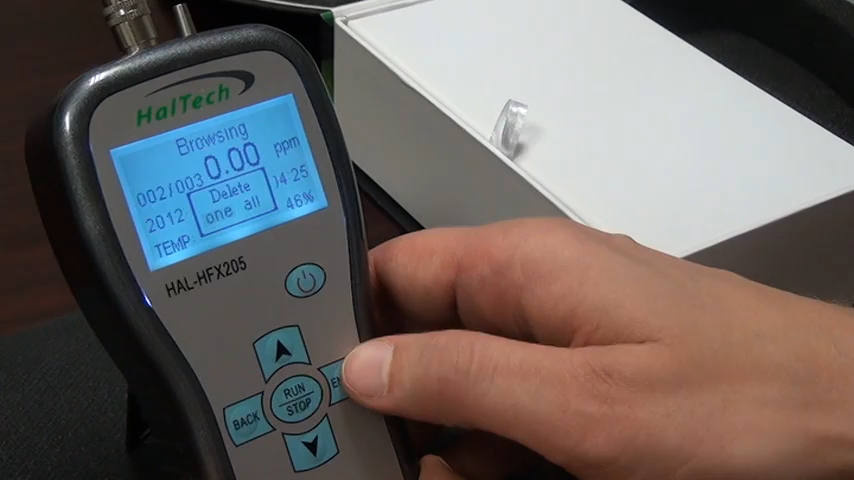 HalTech
Browsing
0.00 ppm
002/003
Delete
one all
2012
4:25
TEMP
46%
HAL-HFX205
RUN
STOP
BACK